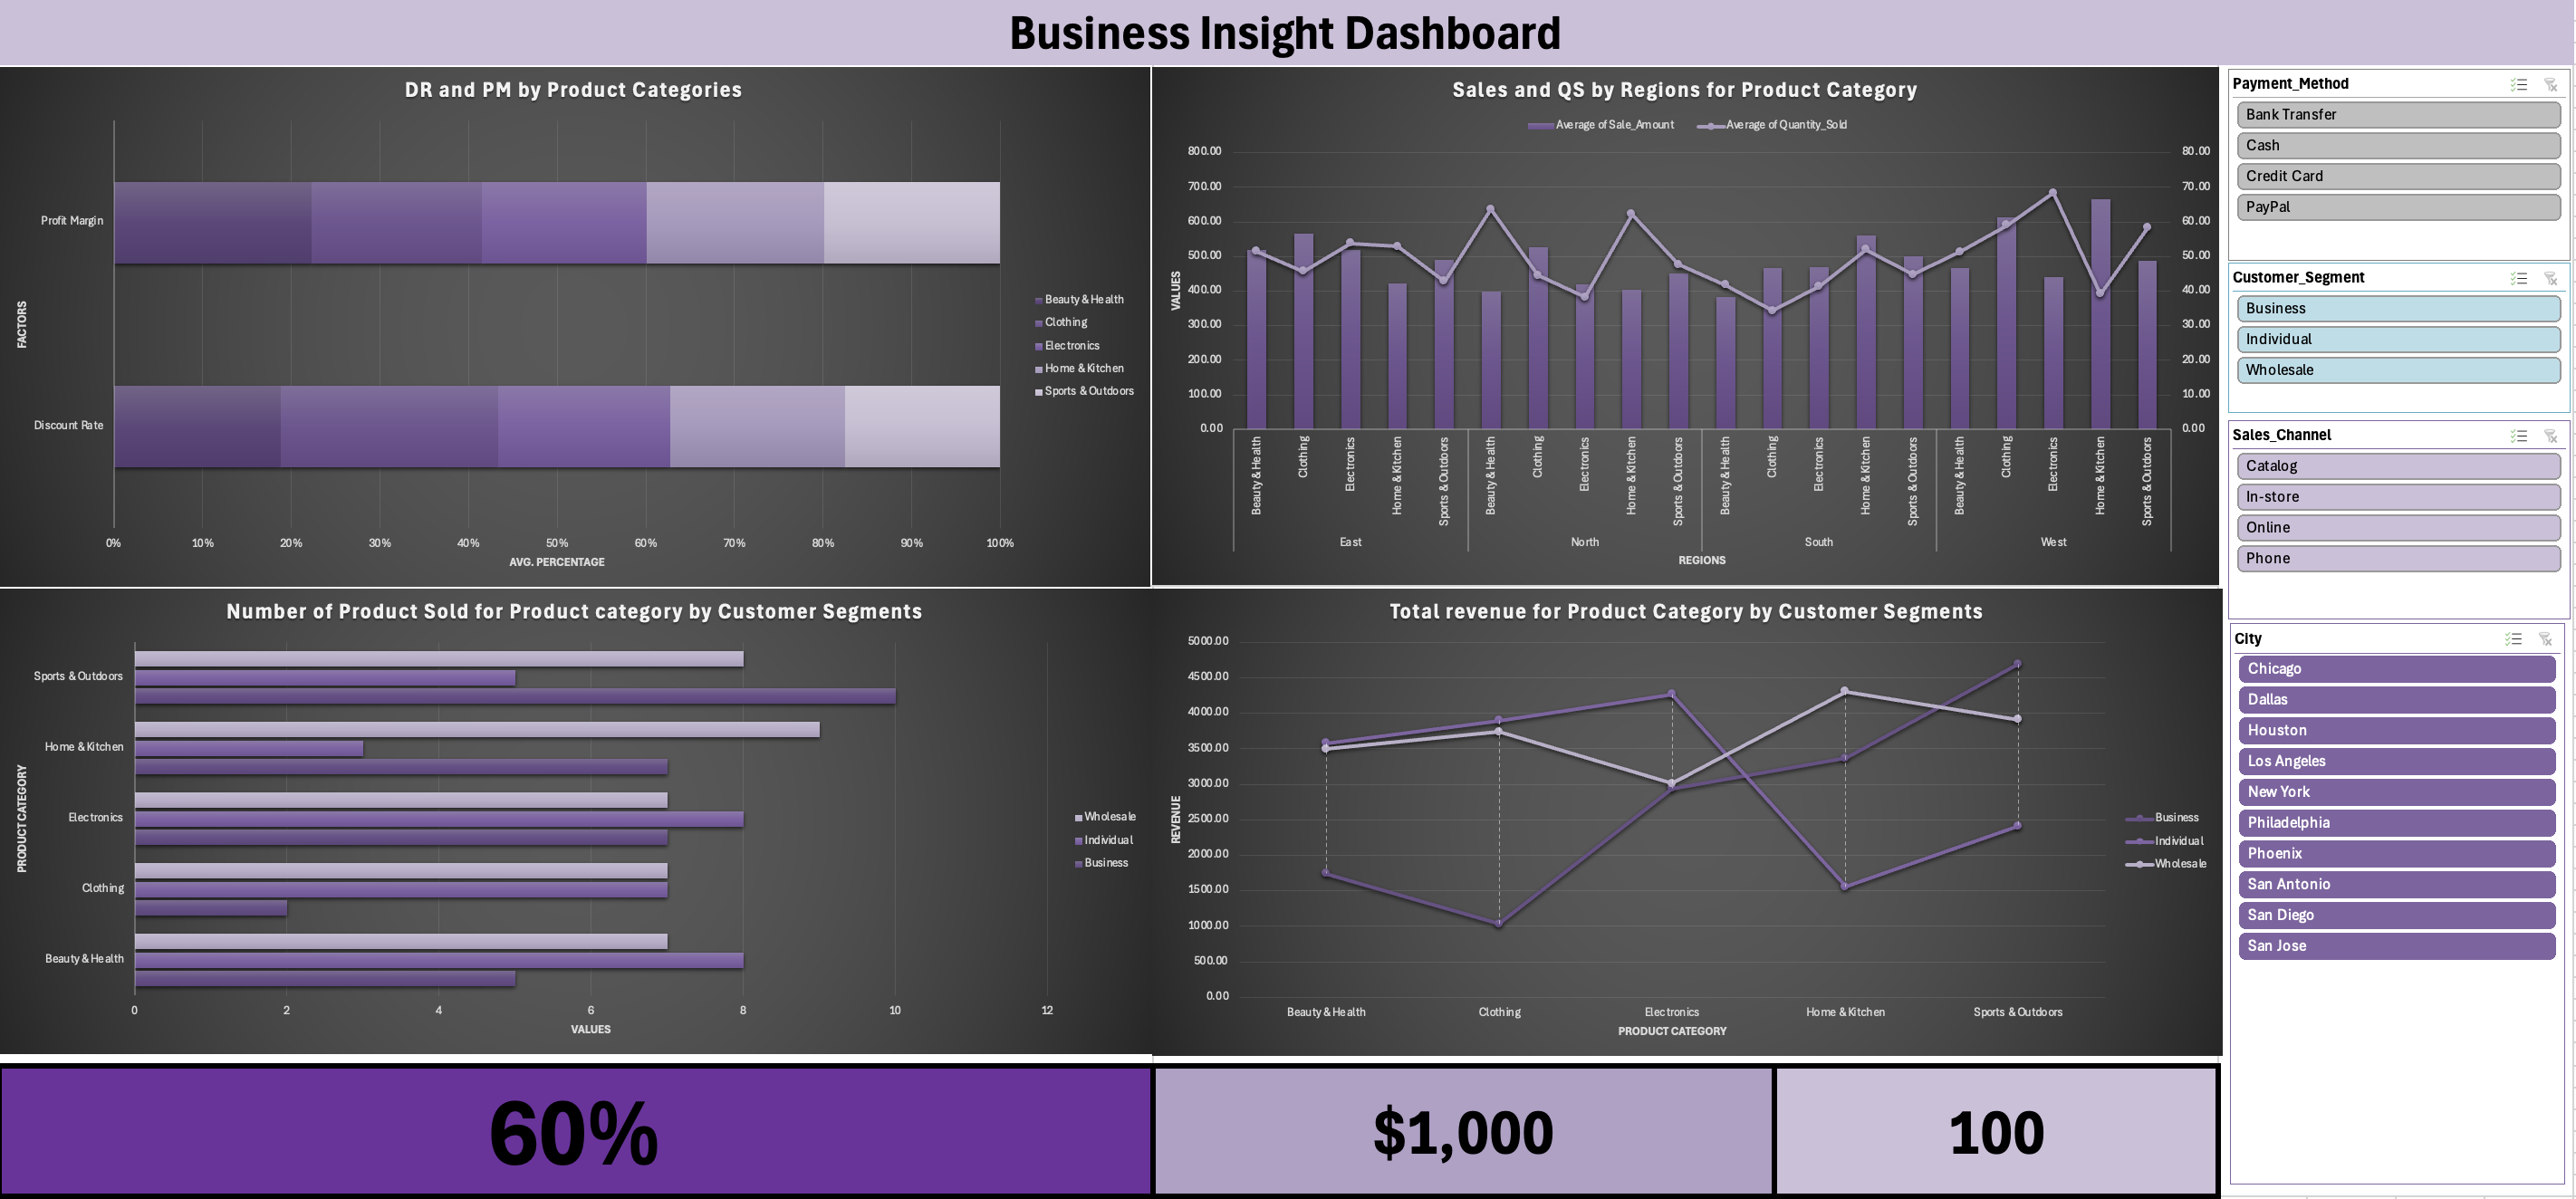 Business Insight Dashboard
DR and PM by Product Categories
FACTORS
Profit Margin
Discount Rate
0% 10% 20% 30% 40% 50% 60% 70% 80% 90% 100%
AVG. PERCENTAGE
Beauty & Health
Clothing
Electronics
Home & Kitchen
Sports & Outdoors
Sales and QS by Regions for Product Category
Average of Sale_Amount Average of Quantity_Sold
VALUES
800.00
700.00
600.00
500.00
400.00
300.00
200.00
100.00
0.00
80.00
70.00
60.00
50.00
40.00
30.00
20.00
10.00
0.00
Beauty & Health
Clothing
Electronics
Home & Kitchen
Sports & Outdoors
Beauty & Health
Clothing
Electronics
Home & Kitchen
Sports & Outdoors
Beauty & Health
Clothing
Electronics
Home & Kitchen
Sports & Outdoors
Beauty & Health
Clothing
Electronics
Home & Kitchen
Sports & Outdoors
East North South West
REGIONS
Number of Product Sold for Product category by Customer Segments
PRODUCT CATEGORY
Sports & Outdoors
Home & Kitchen
Electronics
Clothing
Beauty & Health
0 2 4 6 8 10 12
VALUES
Wholesale
Individual
Business
Total revenue for Product Category by Customer Segments
REVENUE
5000.00
4500.00
4000.00
3500.00
3000.00
2500.00
2000.00
1500.00
1000.00
500.00
0.00
Beauty & Health Clothing Electronics Home & Kitchen Sports & Outdoors
PRODUCT CATEGORY
Business
Individual
Wholesale
60%
$1,000
100
Payment_Method
Bank Transfer
Cash
Credit Card
PayPal
Customer_Segment
Business
Individual
Wholesale
Sales_Channel
Catalog
In-store
Online
Phone
City
Chicago
Dallas
Houston
Los Angeles
New York
Philadelphia
Phoenix
San Antonio
San Diego
San Jose